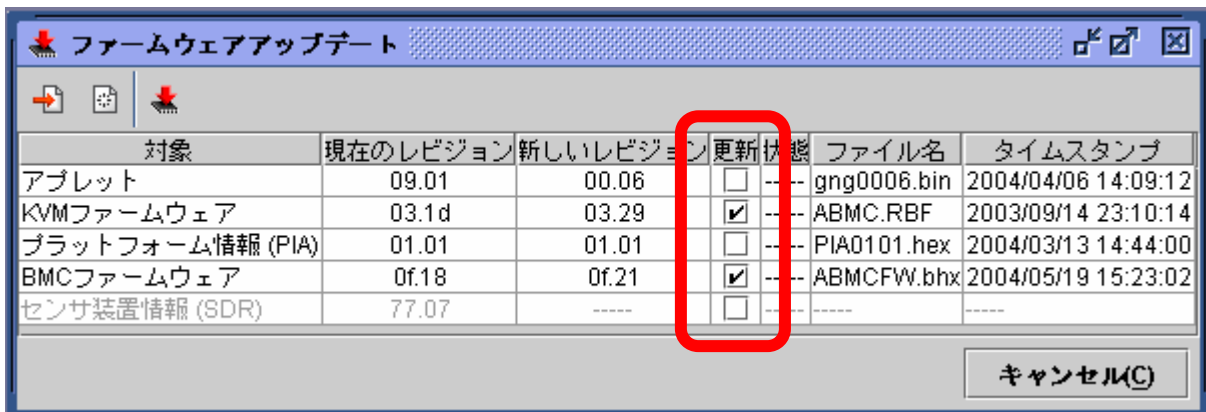 ファームウェアアップデート
対象 現在のレビジョン 新しいレビジョン 更新 状態 ファイル名 タイムスタンプ
アプレット 09.01 00.06 ----- gng0006.bin 2004/04/06 14:09:12
KVMファームウェア 03.1d 03.29 ----- ABMC.RBF 2003/09/14 23:10:14
プラットフォーム情報 (PIA) 01.01 01.01 ----- PIA0101.hex 2004/03/13 14:44:00
BMCファームウェア 0f.18 0f.21 ----- ABMCFW.bhx 2004/05/19 15:23:02
センサ装置情報 (SDR) 77.07 ----- ----- ----- -----
キャンセル(C)